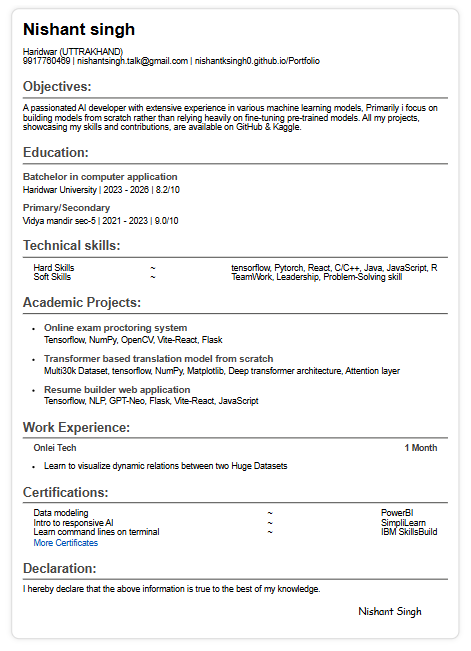 Nishant singh
Haridwar (UTTRAKHAND)
9917760469 | nishantsingh.talk@gmail.com | nishantksingh0.github.io/Portfolio
Objectives:
A passionated AI developer with extensive experience in various machine learning models, Primarily i focus on
building models from scratch rather than relying heavily on fine-tuning pre-trained models. All my projects,
showcasing my skills and contributions, are available on GitHub & Kaggle.
Education:
Batchelor in computer application
Haridwar University | 2023 - 2026 | 8.2/10
Primary/Secondary
Vidya mandir sec-5 | 2021 - 2023 | 9.0/10
Technical skills:
Hard Skills ~ tensorflow, Pytorch, React, C/C++, Java, JavaScript, R
Soft Skills ~ TeamWork, Leadership, Problem-Solving skill
Academic Projects:
• Online exam proctoring system
Tensorflow, NumPy, OpenCV, Vite-React, Flask
• Transformer based translation model from scratch
Multi30k Dataset, tensorflow, NumPy, Matplotlib, Deep transformer architecture, Attention layer
• Resume builder web application
Tensorflow, NLP, GPT-Neo, Flask, Vite-React, JavaScript
Work Experience:
Onlei Tech 1 Month
• Learn to visualize dynamic relations between two Huge Datasets
Certifications:
Data modeling ~ PowerBI
Intro to responsive AI ~ SimpliLearn
Learn command lines on terminal ~ IBM SkillsBuild
More Certificates
Declaration:
I hereby declare that the above information is true to the best of my knowledge.
Nishant Singh